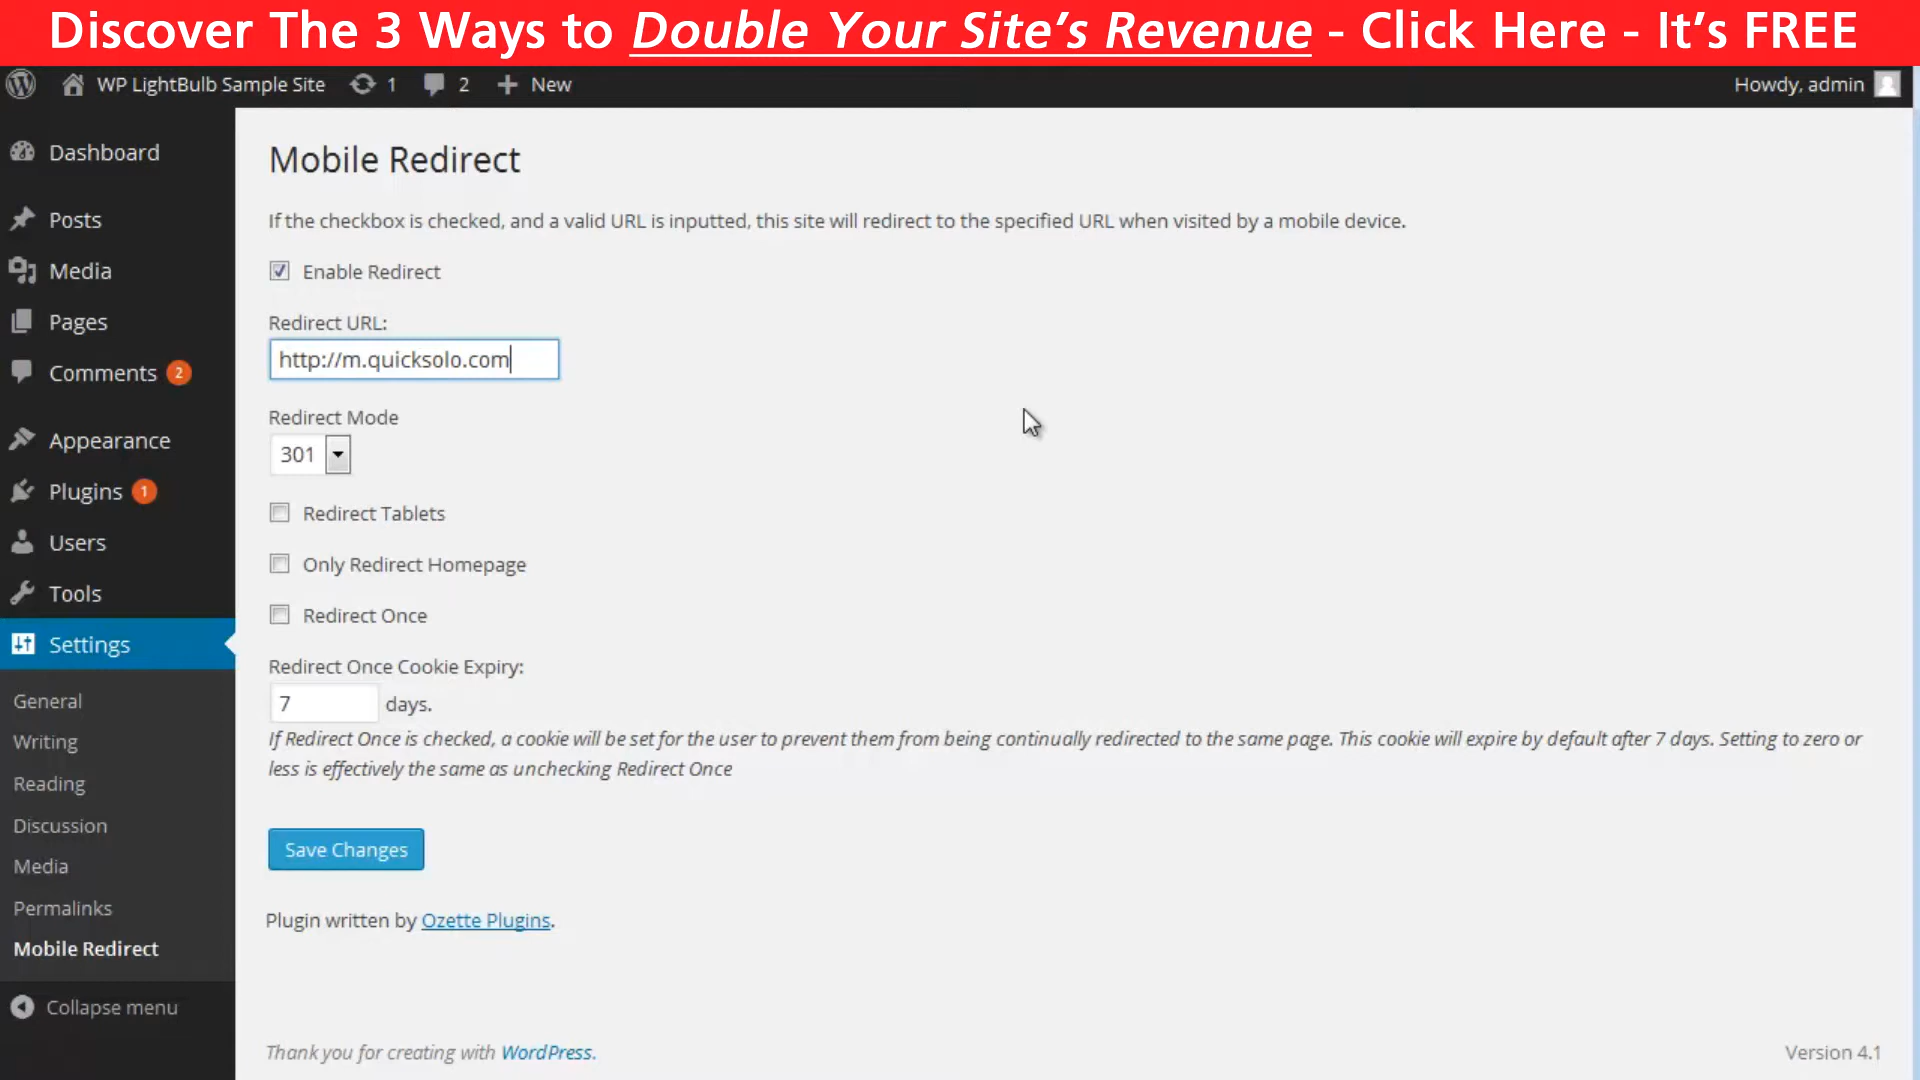 Discover The 3 Ways to Double Your Site's Revenue - Click Here - It's FREE
WP LightBulb Sample Site 1 2 New Howdy, admin
Dashboard
Posts
Media
Pages
Comments 2
Appearance
Plugins 1
Users
Tools
Settings
General
Writing
Reading
Discussion
Media
Permalinks
Mobile Redirect
Collapse menu
Mobile Redirect
If the checkbox is checked, and a valid URL is inputted, this site will redirect to the specified URL when visited by a mobile device.
Enable Redirect
Redirect URL:
http://m.quicksolo.com
Redirect Mode
301
Redirect Tablets
Only Redirect Homepage
Redirect Once
Redirect Once Cookie Expiry:
7 days.
If Redirect Once is checked, a cookie will be set for the user to prevent them from being continually redirected to the same page. This cookie will expire by default after 7 days. Setting to zero or
less is effectively the same as unchecking Redirect Once
Save Changes
Plugin written by Ozette Plugins.
Thank you for creating with WordPress.
Version 4.1